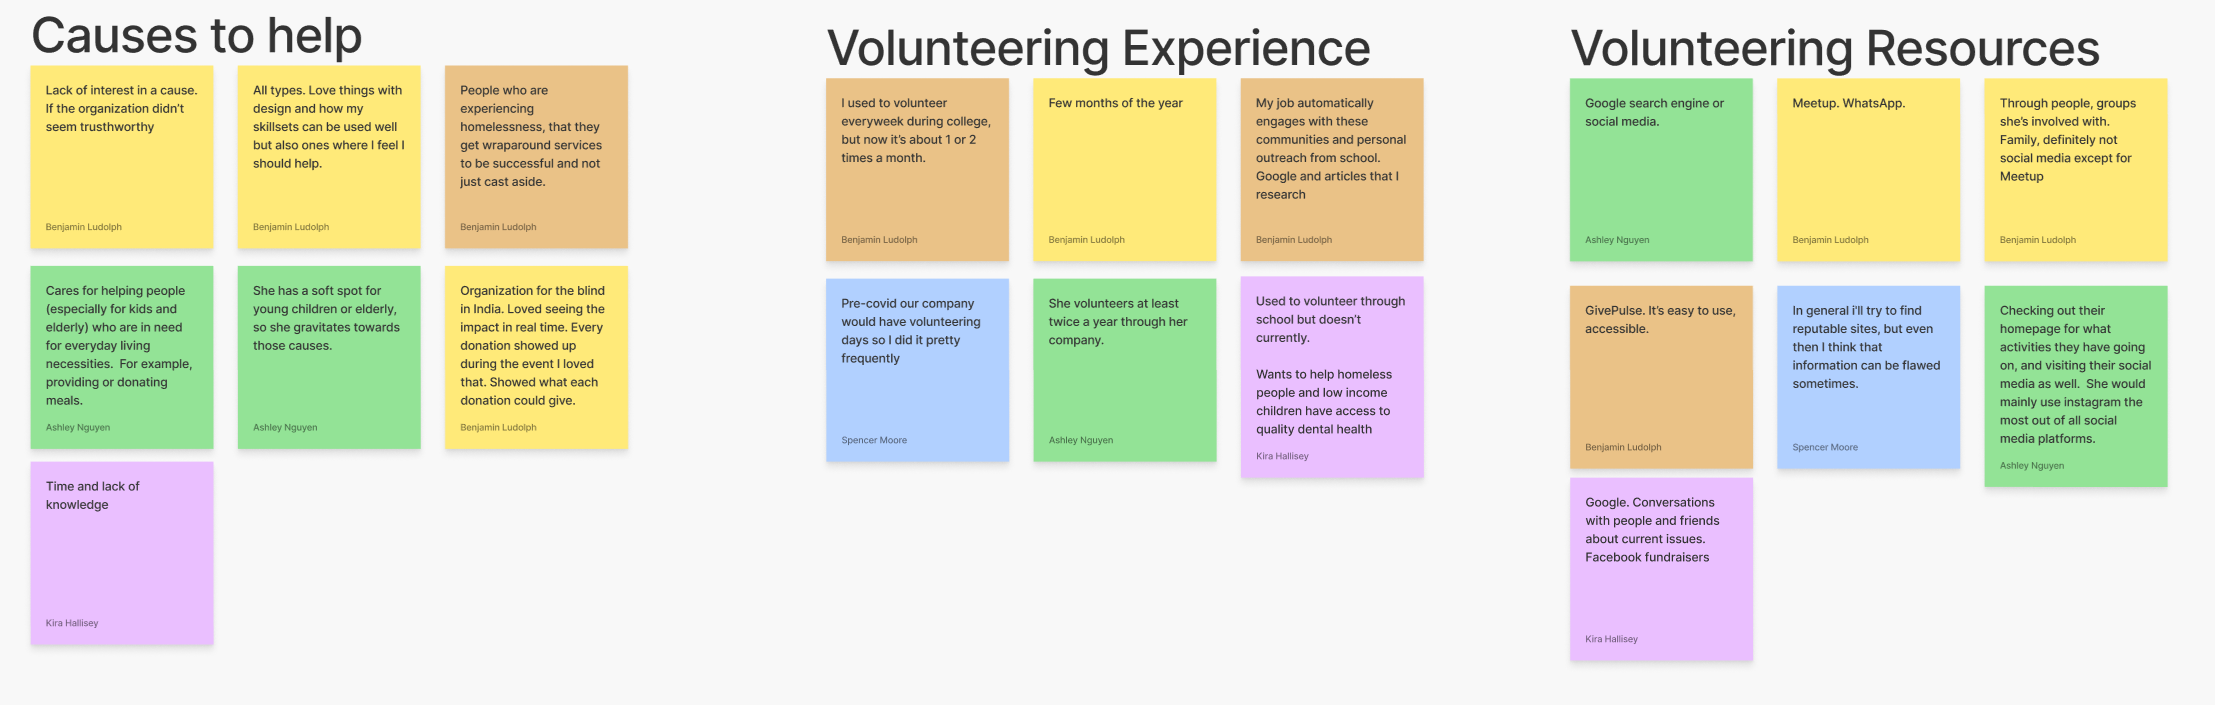 Causes to help
Lack of interest in a cause.
If the organization didn't
seem trusthworthy
Benjamin Ludolph
All types. Love things with
design and how my
skillsets can be used well
but also ones where I feel I
should help.
Benjamin Ludolph
People who are
experiencing
homelessness, that they
get wraparound services
to be successful and not
just cast aside.
Benjamin Ludolph
Cares for helping people
(especially for kids and
elderly) who are in need
for everyday living
necessities.  For example,
providing or donating
meals.
Ashley Nguyen
She has a soft spot for
young children or elderly,
so she gravitates towards
those causes.
Ashley Nguyen
Organization for the blind
in India. Loved seeing the
impact in real time. Every
donation showed up
during the event I loved
that. Showed what each
donation could give.
Benjamin Ludolph
Time and lack of
knowledge
Kira Hallisey
Volunteering Experience
I used to volunteer
everyweek during college,
but now it's about 1 or 2
times a month.
Benjamin Ludolph
Few months of the year
Benjamin Ludolph
My job automatically
engages with these
communities and personal
outreach from school.
Google and articles that I
research
Benjamin Ludolph
Pre-covid our company
would have volunteering
days so I did it pretty
frequently
Spencer Moore
She volunteers at least
twice a year through her
company.
Ashley Nguyen
Used to volunteer through
school but doesn't
currently.
Wants to help homeless
people and low income
children have access to
quality dental health
Kira Hallisey
Volunteering Resources
Google search engine or
social media.
Ashley Nguyen
Meetup. WhatsApp.
Benjamin Ludolph
Through people, groups
she's involved with.
Family, definitely not
social media except for
Meetup
Benjamin Ludolph
GivePulse. It's easy to use,
accessible.
Benjamin Ludolph
In general i'll try to find
reputable sites, but even
then I think that
information can be flawed
sometimes.
Spencer Moore
Checking out their
homepage for what
activities they have going
on, and visiting their social
media as well.  She would
mainly use instagram the
most out of all social
media platforms.
Ashley Nguyen
Google. Conversations
with people and friends
about current issues.
Facebook fundraisers
Kira Hallisey